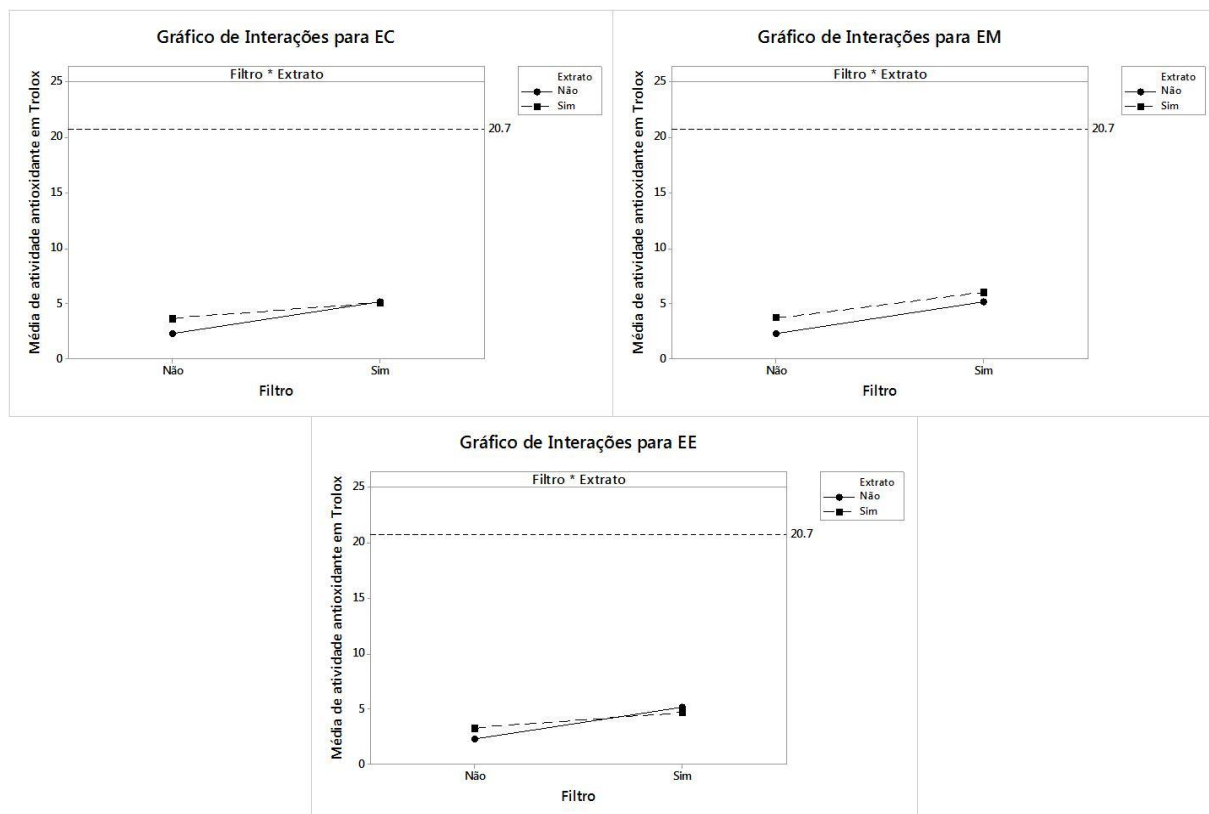 Gráfico de Interações para EC
Filtro * Extrato
Média de atividade antioxidante em Trolox
25
20
15
10
5
0
20.7
Não
Sim
Filtro
Extrato
Não
Sim
Gráfico de Interações para EM
Filtro * Extrato
Média de atividade antioxidante em Trolox
25
20
15
10
5
0
20.7
Não
Sim
Filtro
Extrato
Não
Sim
Gráfico de Interações para EE
Filtro * Extrato
Média de atividade antioxidante em Trolox
25
20
15
10
5
0
20.7
Não
Sim
Filtro
Extrato
Não
Sim